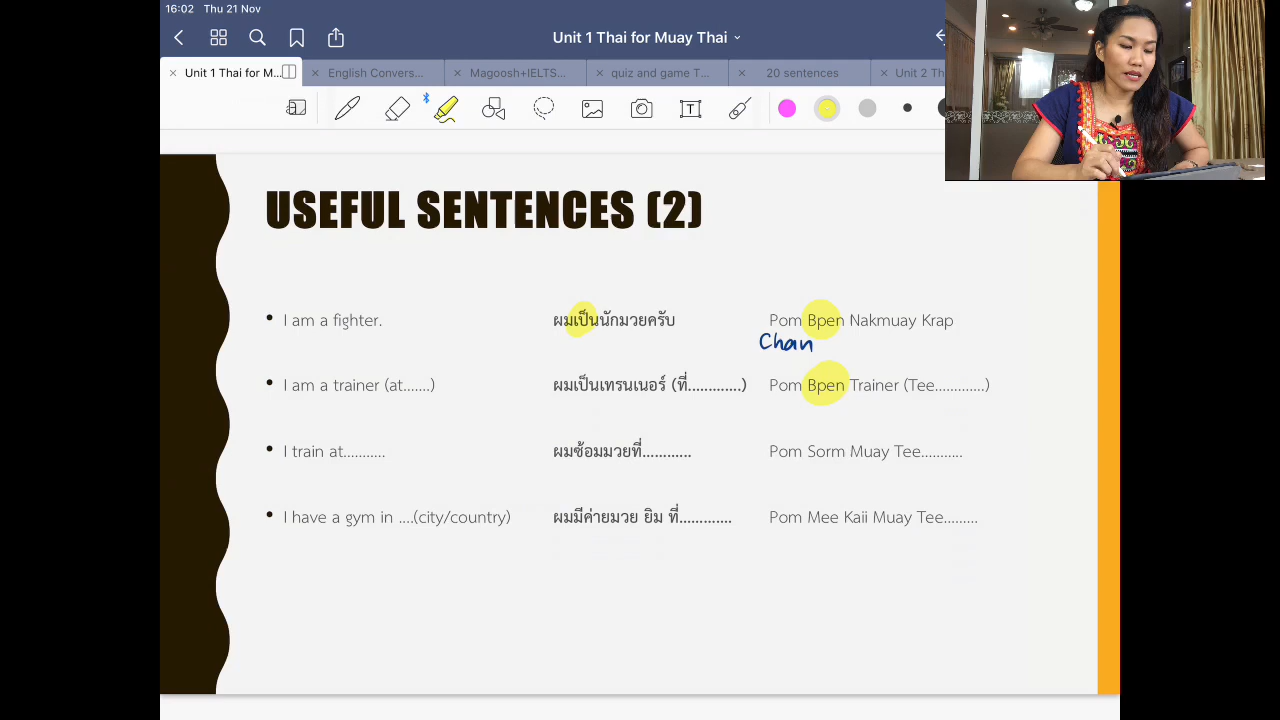 16:02 Thu 21 Nov
Unit 1 Thai for Muay Thai
Unit 1 Thai for M... English Convers... Magoosh+IELTS... quiz and game T... 20 sentences Unit 2 Th
USEFUL SENTENCES (2)
• I am a fighter. ผมเป็นนักมวยครับ Pom Bpen Nakmuay Krap
Chan
• I am a trainer (at.......) ผมเป็นเทรนเนอร์ (ที่.............) Pom Bpen Trainer (Tee.............)
• I train at........... ผมซ้อมมวยที่............ Pom Sorm Muay Tee...........
• I have a gym in ....(city/country) ผมมีค่ายมวย ยิม ที่............. Pom Mee Kaii Muay Tee.........